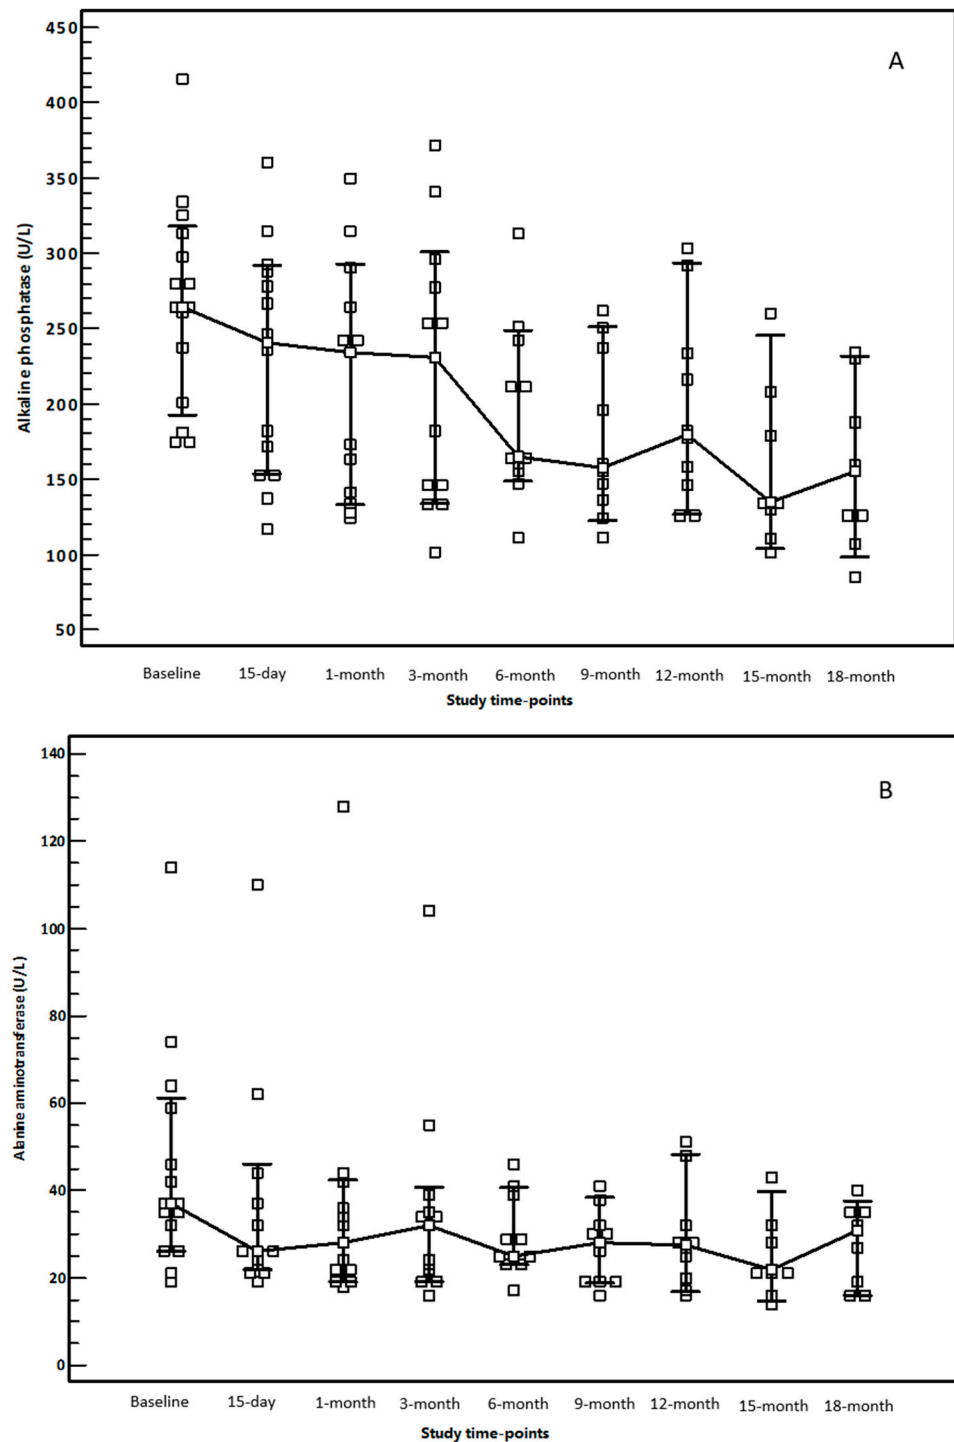 A
Alkaline phosphatase (U/L)
450
400
350
300
250
200
150
100
50
Baseline 15-day 1-month 3-month 6-month 9-month 12-month 15-month 18-month
Study time-points
B
Alanine aminotransferase (U/L)
140
120
100
80
60
40
20
0
Baseline 15-day 1-month 3-month 6-month 9-month 12-month 15-month 18-month
Study time-points